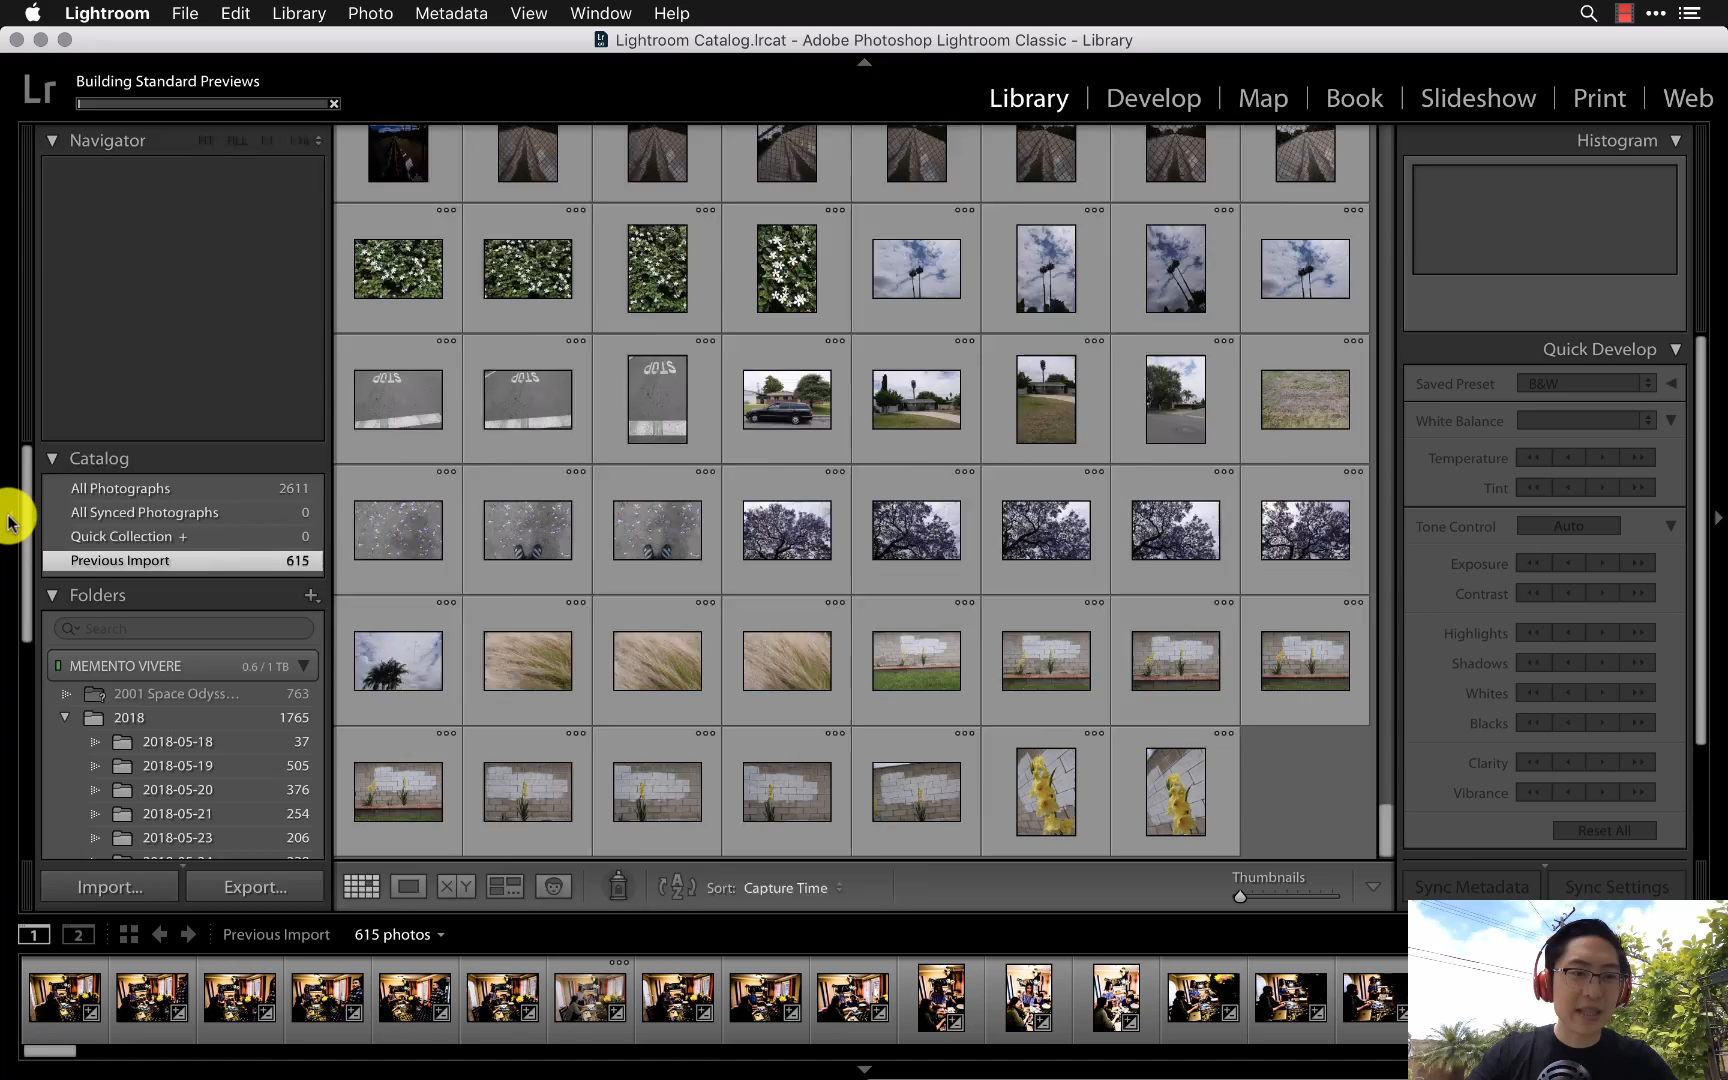 Lightroom File Edit Library Photo Metadata View Window Help
Lightroom Catalog.lrcat - Adobe Photoshop Lightroom Classic - Library
Lr
Building Standard Previews
Library | Develop | Map | Book | Slideshow | Print | Web
Navigator
Histogram
Quick Develop
Saved Preset B&W
White Balance
Temperature
Tint
Tone Control Auto
Exposure
Contrast
Highlights
Shadows
Whites
Blacks
Clarity
Vibrance
Reset All
Catalog
All Photographs 2611
All Synced Photographs 0
Quick Collection + 0
Previous Import 615
Folders
Search
MEMENTO VIVERE 0.6 / 1 TB
2001 Space Odyss... 763
2018 1765
2018-05-18 37
2018-05-19 505
2018-05-20 376
2018-05-21 254
2018-05-23 206
STOP STOP STOP
Import... Export...
XY
Sort: Capture Time
Thumbnails
Sync Metadata Sync Settings
1 2 Previous Import 615 photos